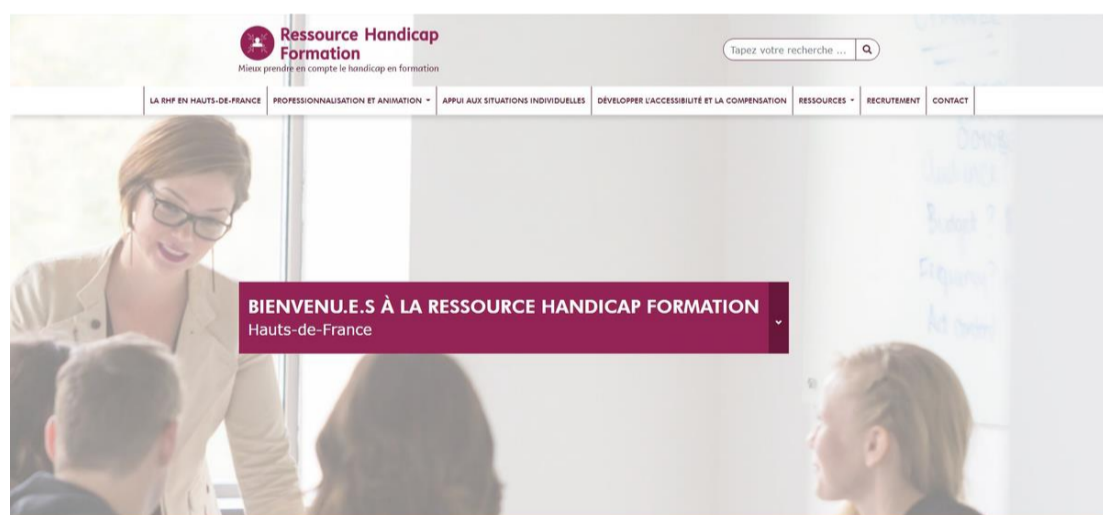 Ressource Handicap
Formation
Mieux prendre en compte le handicap en formation
Tapez votre recherche ...
LA RHF EN HAUTS-DE-FRANCE PROFESSIONNALISATION ET ANIMATION APPUI AUX SITUATIONS INDIVIDUELLES DÉVELOPPER L'ACCESSIBILITÉ ET LA COMPENSATION RESSOURCES RECRUTEMENT CONTACT
BIENVENU.E.S À LA RESSOURCE HANDICAP FORMATION
Hauts-de-France
Budget ?